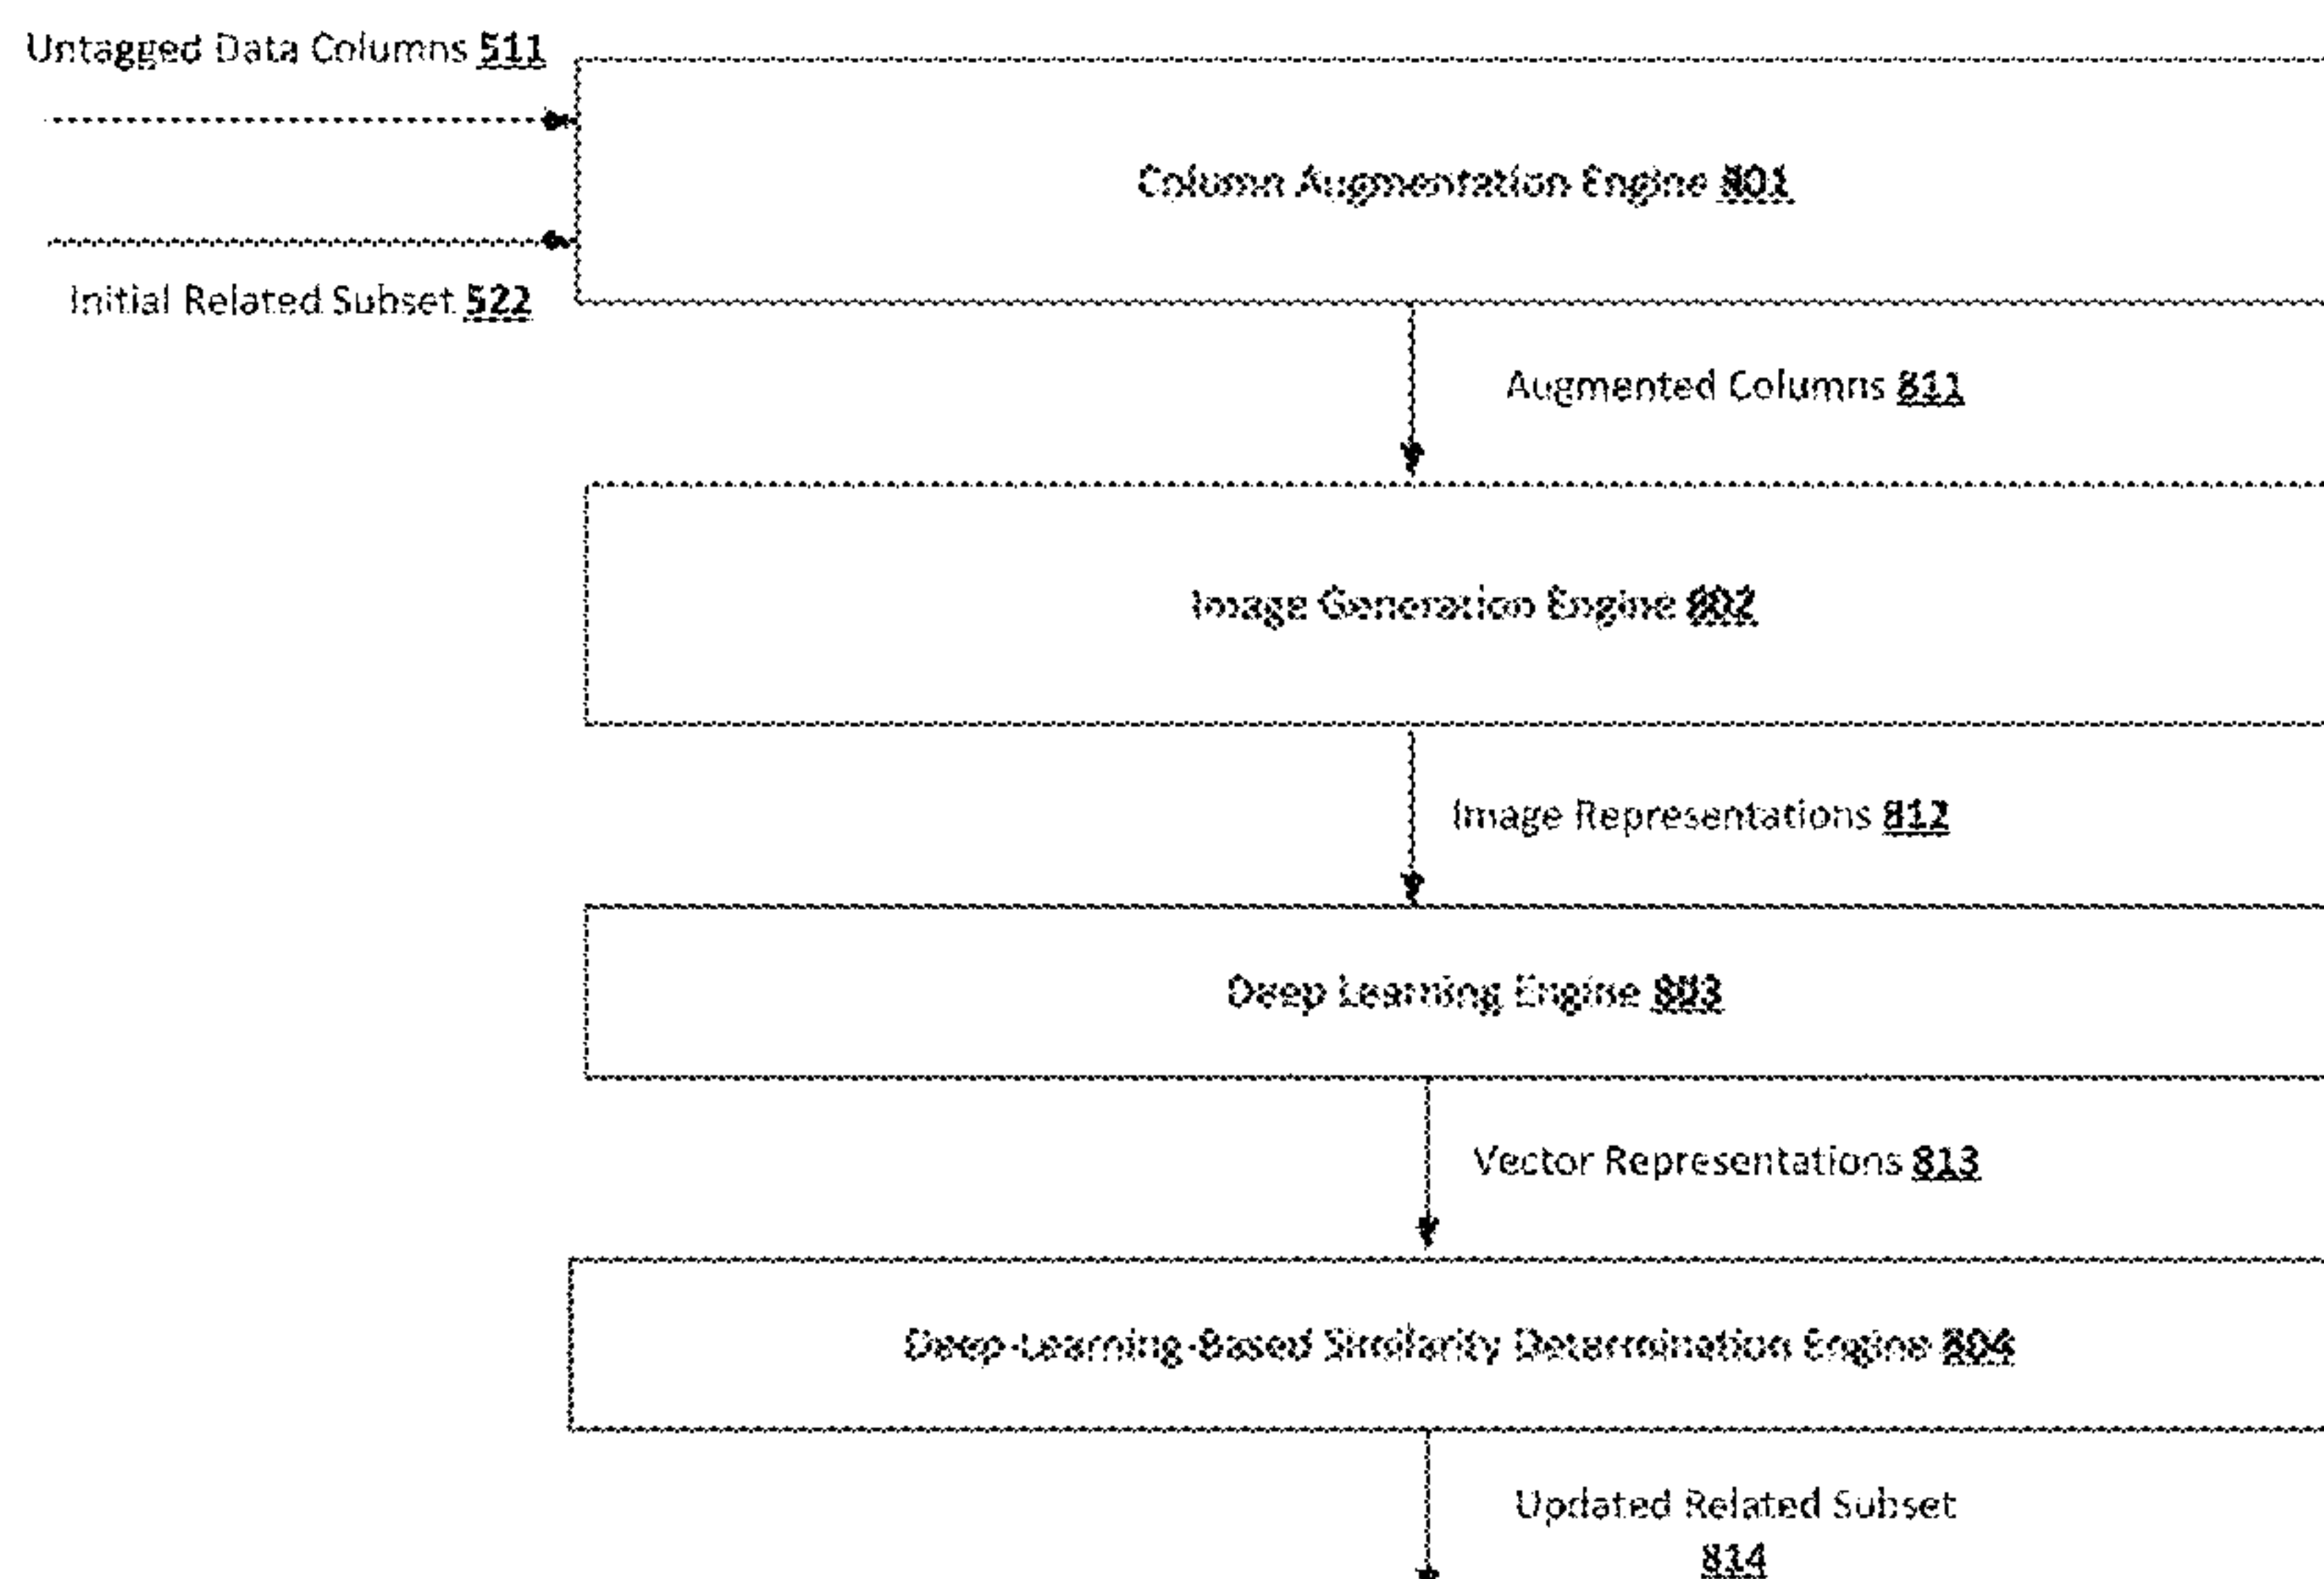 Untagged Data Columns 511
Column Augmentation Engine 801
Initial Related Subset 522
Augmented Columns 811
Image Generation Engine 802
Image Representations 812
Deep Learning Engine 803
Vector Representations 813
Deep-Learning-Based Similarity Determination Engine 804
Updated Related Subset
814